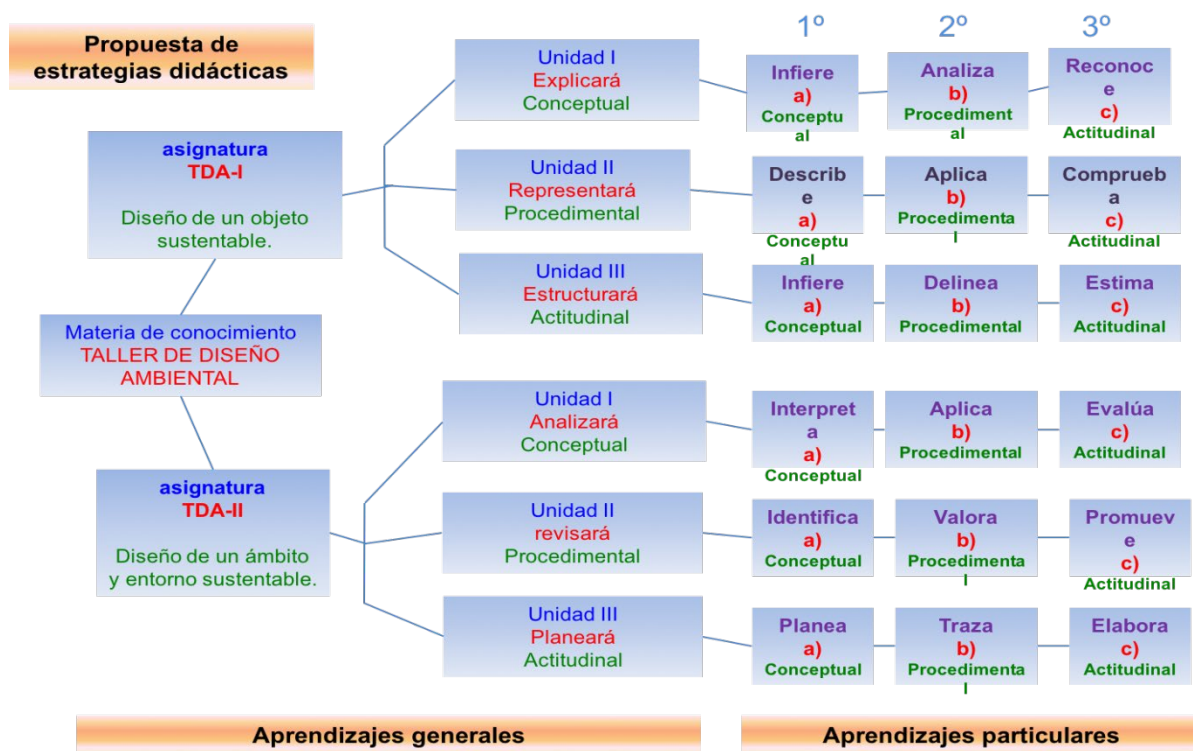 Propuesta de
estrategias didácticas
1º
2º
3º
Materia de conocimiento
TALLER DE DISEÑO
AMBIENTAL
asignatura
TDA-I
Diseño de un objeto
sustentable.
Unidad I
Explicará
Conceptual
Infiere
a)
Conceptu
al
Analiza
b)
Procediment
al
Reconoc
e
c)
Actitudinal
Unidad II
Representará
Procedimental
Describ
e
a)
Conceptu
al
Aplica
b)
Procedimenta
l
Comprueb
a
c)
Actitudinal
Unidad III
Estructurará
Actitudinal
Infiere
a)
Conceptual
Delinea
b)
Procedimental
Estima
c)
Actitudinal
asignatura
TDA-II
Diseño de un ámbito
y entorno sustentable.
Unidad I
Analizará
Conceptual
Interpret
a
a)
Conceptual
Aplica
b)
Procedimental
Evalúa
c)
Actitudinal
Unidad II
revisará
Procedimental
Identifica
a)
Conceptual
Valora
b)
Procedimenta
l
Promuev
e
c)
Actitudinal
Unidad III
Planeará
Actitudinal
Planea
a)
Conceptual
Traza
b)
Procedimenta
l
Elabora
c)
Actitudinal
Aprendizajes generales
Aprendizajes particulares